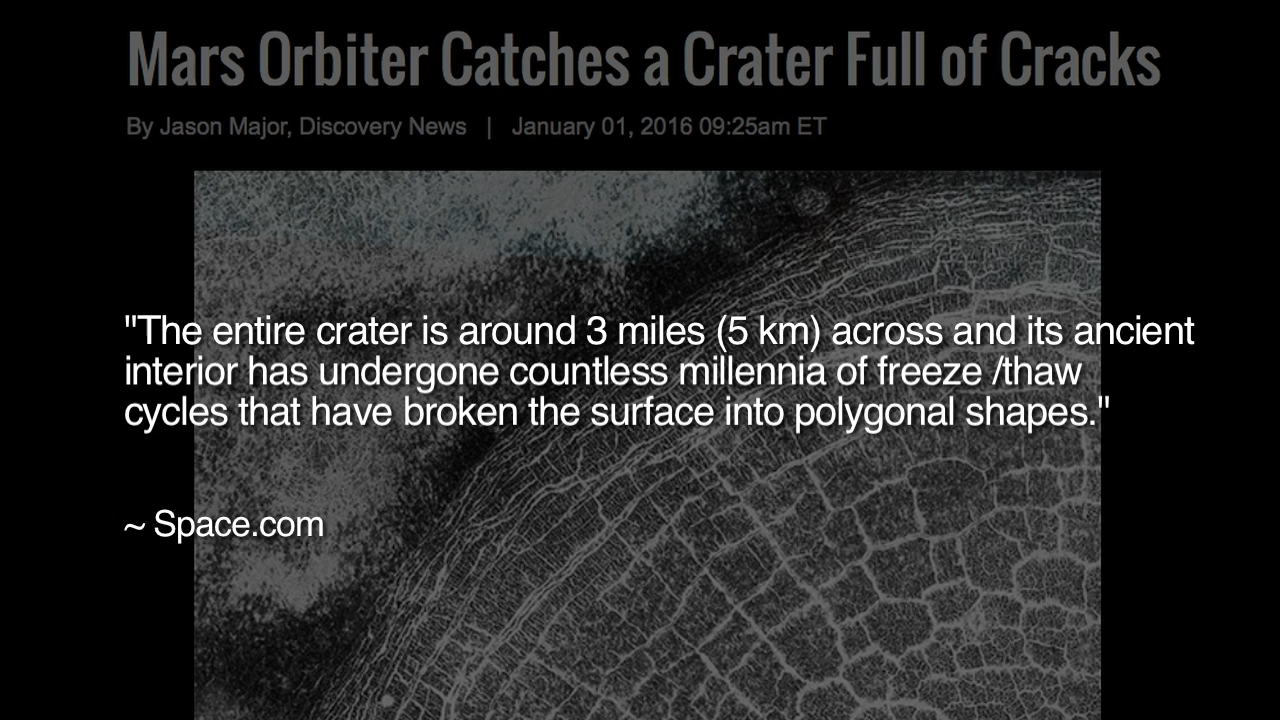 Mars Orbiter Catches a Crater Full of Cracks
By Jason Major, Discovery News | January 01, 2016 09:25am ET
"The entire crater is around 3 miles (5 km) across and its ancient
interior has undergone countless millennia of freeze /thaw
cycles that have broken the surface into polygonal shapes."
~ Space.com